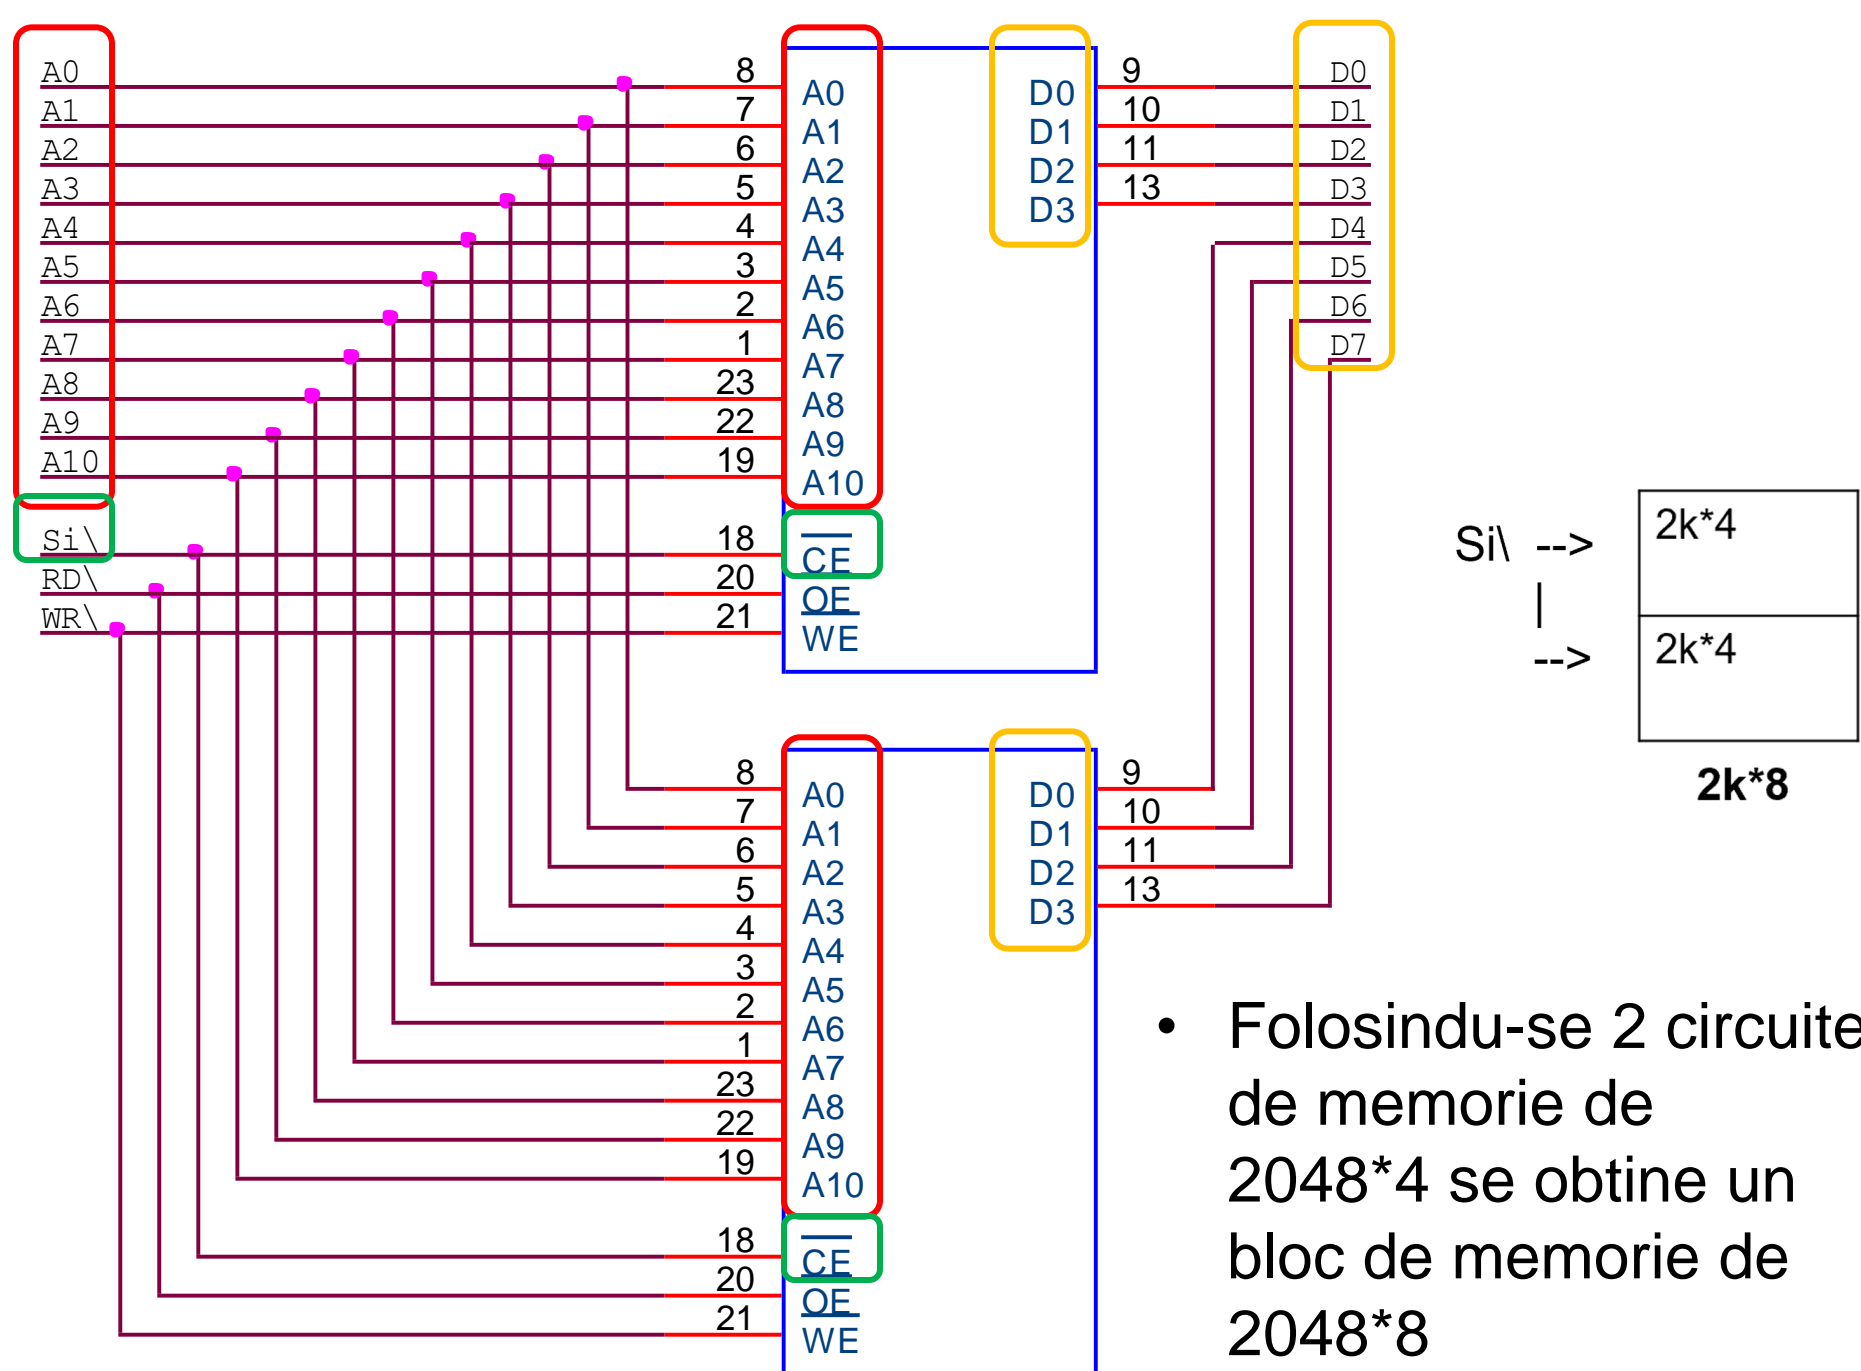 A0 8 A0 D0 9 D0
A1 7 A1 D1 10 D1
A2 6 A2 D2 11 D2
A3 5 A3 D3 13 D3
A4 4 A4 D4
A5 3 A5 D5
A6 2 A6 D6
A7 1 A7 D7
A8 23 A8
A9 22 A9
A10 19 A10
Si\ 18 CE
RD\ 20 OE
WR\ 21 WE
2k*4
Si\ -->
|
--> 2k*4
2k*8
8 A0 D0 9
7 A1 D1 10
6 A2 D2 11
5 A3 D3 13
4 A4
3 A5
2 A6
1 A7
23 A8
22 A9
19 A10
18 CE
20 OE
21 WE
• Folosindu-se 2 circuite
de memorie de
2048*4 se obtine un
bloc de memorie de
2048*8